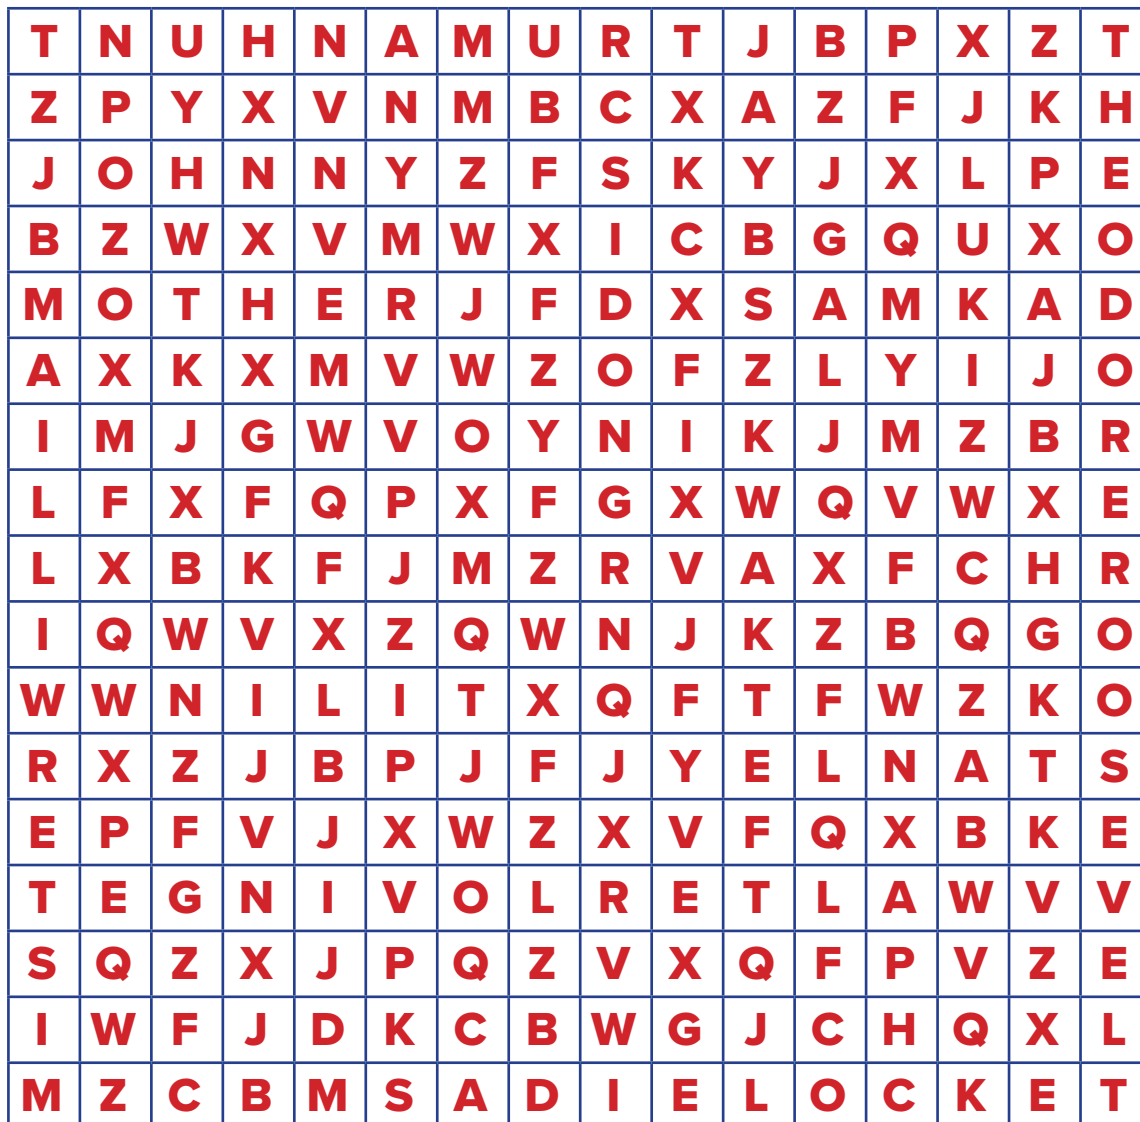 T N U H N A M U R T J B P X Z T
Z P Y X V N M B C X A Z F J K H
J O H N N Y Z F S K Y J X L P E
B Z W X V M W X I C B G Q U X O
M O T H E R J F D X S A M K A D
A X K X M V W Z O F Z L Y I J O
I M J G W V O Y N I K J M Z B R
L F X F Q P X F G X W Q V W X E
L X B K F J M Z R V A X F C H R
I Q W V X Z Q W N J K Z B Q G O
W W N I L I T X Q F T F W Z K O
R X Z J B P J F J Y E L N A T S
E P F V J X W Z X V F Q X B K E
T E G N I V O L R E T L A W V V
S Q Z X J P Q Z V X Q F P V Z E
I W F J D K C B W G J C H Q X L
M Z C B M S A D I E L O C K E T